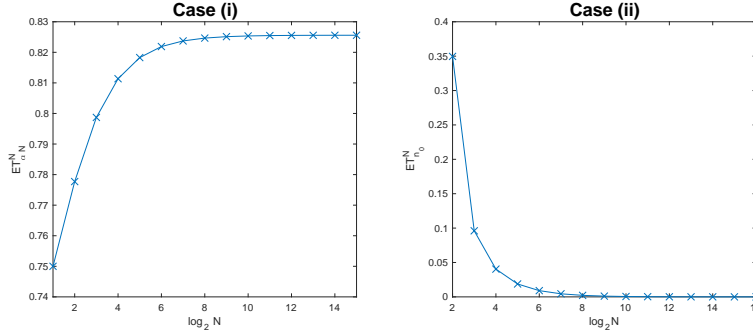 Case (i)
0.83
0.82
0.81
0.8
0.79
0.78
0.77
0.76
0.75
0.74
2 4 6 8 10 12 14
log₂ N
ET^N_{α N}
Case (ii)
0.4
0.35
0.3
0.25
0.2
0.15
0.1
0.05
0
2 4 6 8 10 12 14 16
log₂ N
ET^N_{n_0}